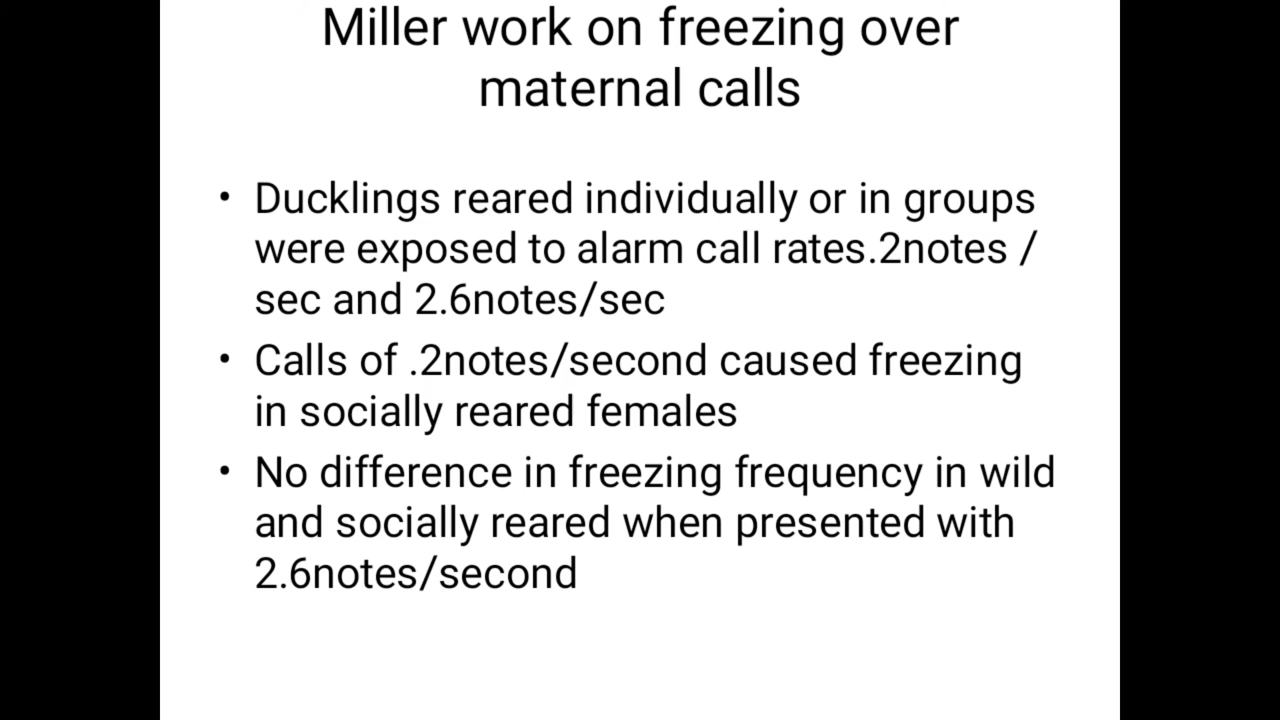 Miller work on freezing over
maternal calls
• Ducklings reared individually or in groups
were exposed to alarm call rates.2notes /
sec and 2.6notes/sec
• Calls of .2notes/second caused freezing
in socially reared females
• No difference in freezing frequency in wild
and socially reared when presented with
2.6notes/second